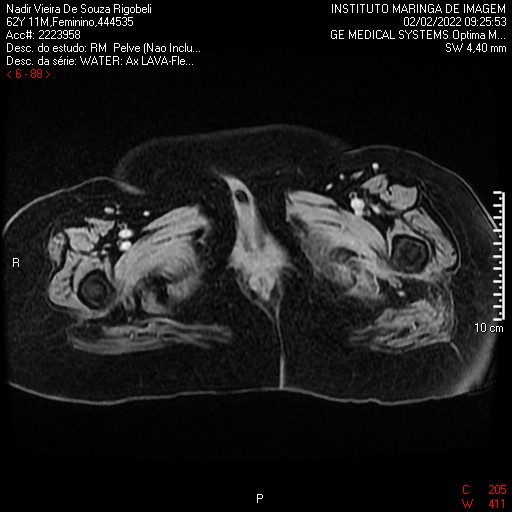 Nadir Vieira De Souza Rigobeli
62Y 11M,Feminino,444535
Acc#: 2223958
Desc. do estudo: RM Pelve (Nao Inclu...
Desc. da série: WATER: Ax LAVA-Fle...
< 6 - 88 >
INSTITUTO MARINGA DE IMAGEM
02/02/2022 09:25:53
GE MEDICAL SYSTEMS Optima M...
SW 4,40 mm
R
10 cm
P
C 205
W 411